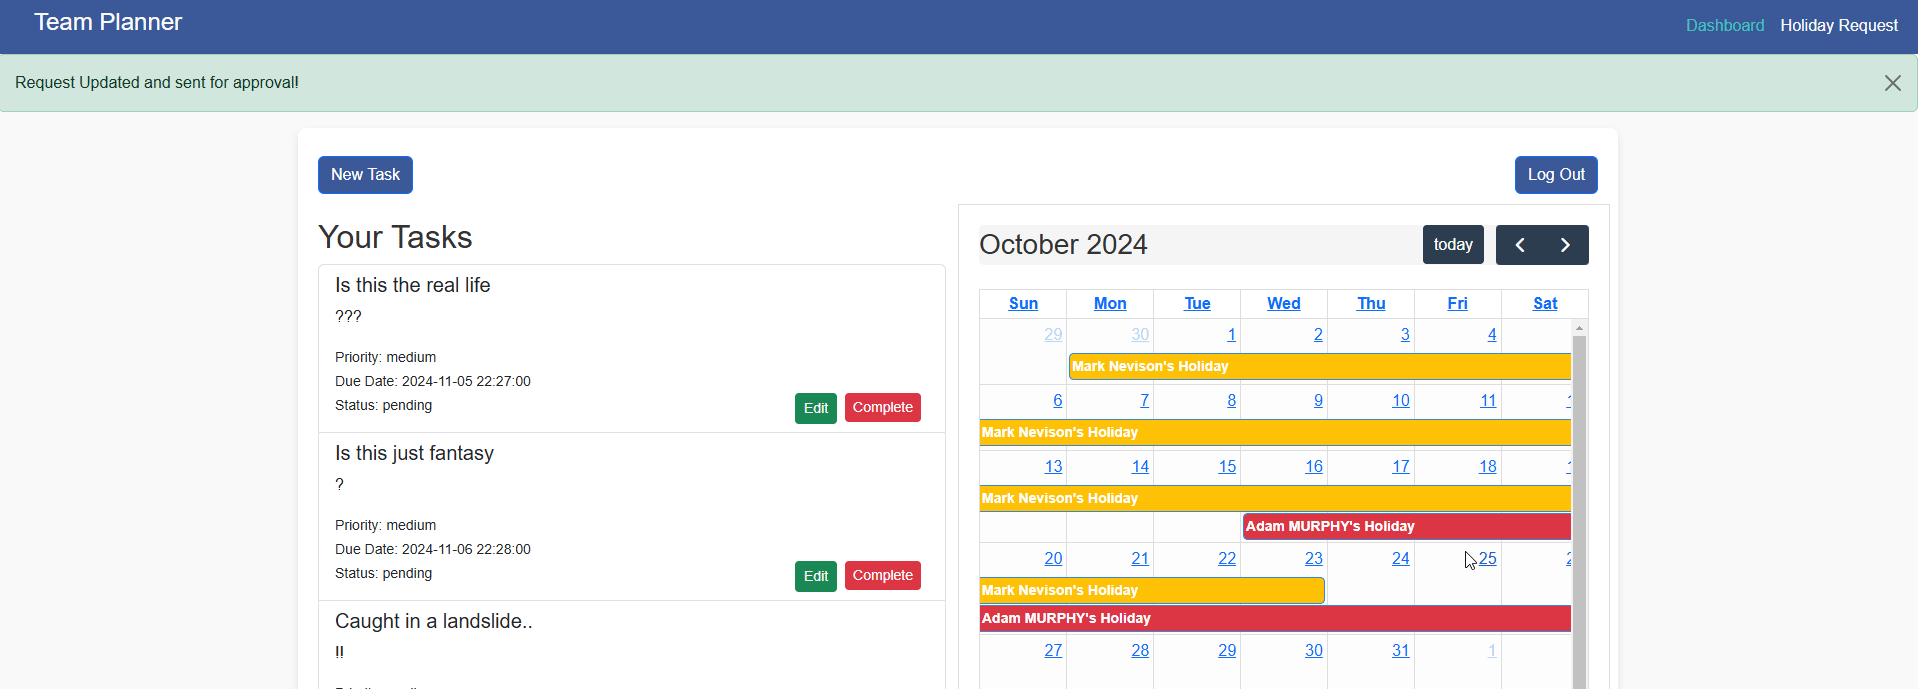 Team Planner
Dashboard Holiday Request
Request Updated and sent for approval!
New Task
Log Out
Your Tasks
Is this the real life
???
Priority: medium
Due Date: 2024-11-05 22:27:00
Status: pending
Edit Complete
Is this just fantasy
?
Priority: medium
Due Date: 2024-11-06 22:28:00
Status: pending
Edit Complete
Caught in a landslide..
!!
October 2024
today
Sun Mon Tue Wed Thu Fri Sat
29 30 1 2 3 4
Mark Nevison's Holiday
6 7 8 9 10 11
Mark Nevison's Holiday
13 14 15 16 17 18
Mark Nevison's Holiday
Adam MURPHY's Holiday
20 21 22 23 24 25
Mark Nevison's Holiday
Adam MURPHY's Holiday
27 28 29 30 31 1